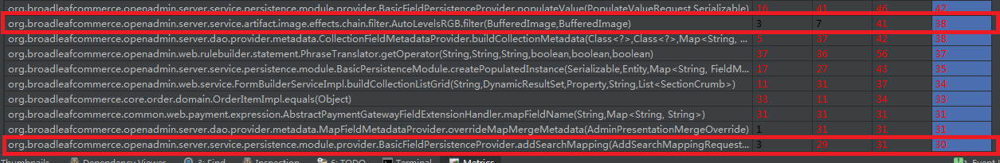 org.broadleafcommerce.openadmin.server.service.persistence.module.provider.BasicFieldPersistenceProvider.populateValue(PopulateValueRequest,Serializable) 16 41 46 42
org.broadleafcommerce.openadmin.server.service.artifact.image.effects.chain.filter.AutoLevelsRGB.filter(BufferedImage,BufferedImage) 3 7 41 38
org.broadleafcommerce.openadmin.server.dao.provider.metadata.CollectionFieldMetadataProvider.buildCollectionMetadata(Class<?>,Class<?>,Map<String, ... 5 37 42 38
org.broadleafcommerce.openadmin.web.rulebuilder.statement.PhraseTranslator.getOperator(String,String,String,boolean,boolean,boolean) 37 36 56 37
org.broadleafcommerce.openadmin.server.service.persistence.module.BasicPersistenceModule.createPopulatedInstance(Serializable,Entity,Map<String, FieldM... 17 27 43 35
org.broadleafcommerce.openadmin.web.service.FormBuilderServiceImpl.buildCollectionListGrid(String,DynamicResultSet,Property,String,List<SectionCrumb>) 11 31 37 34
org.broadleafcommerce.core.order.domain.OrderItemImpl.equals(Object) 33 11 34 33
org.broadleafcommerce.common.web.payment.expression.AbstractPaymentGatewayFieldExtensionHandler.mapFieldName(String,Map<String, String>) 31 31 31 31
org.broadleafcommerce.openadmin.server.dao.provider.metadata.MapFieldMetadataProvider.overrideMapMergeMetadata(AdminPresentationMergeOverride) 1 31 31 31
org.broadleafcommerce.openadmin.server.service.persistence.module.provider.BasicFieldPersistenceProvider.addSearchMapping(AddSearchMappingRequest... 3 29 31 30
Thumbnails Dependency Viewer 3: Find Inspection 6: TODO Terminal Metrics Event